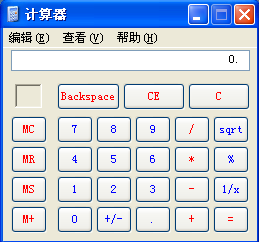 计算器
编辑(E) 查看(V) 帮助(H)
0.
Backspace CE C
MC 7 8 9 / sqrt
MR 4 5 6 * %
MS 1 2 3 - 1/x
M+ 0 +/- . + =